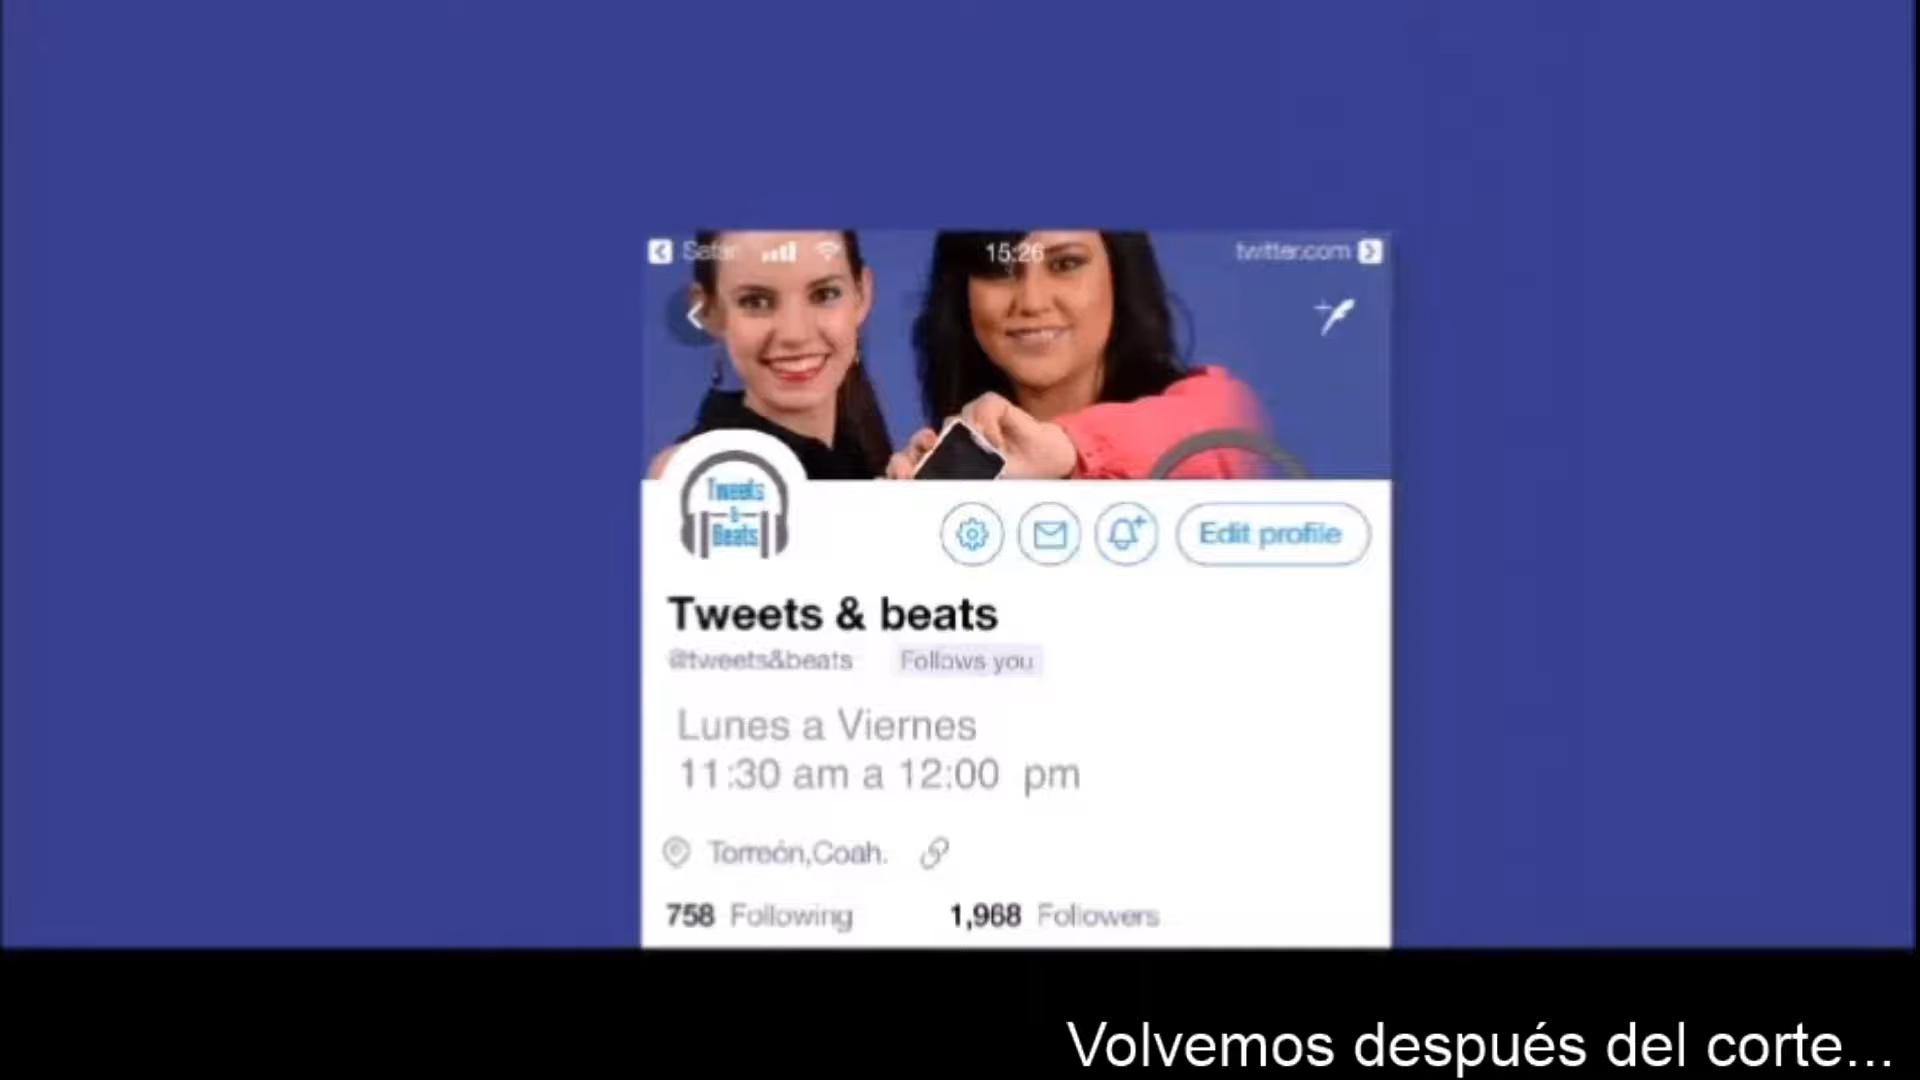 Safari 15:26 twitter.com
Tweets
&
Beats
Edit profile
Tweets & beats
@tweets&beats Follows you
Lunes a Viernes
11:30 am a 12:00 pm
Torreón,Coah.
758 Following 1,968 Followers
Volvemos después del corte...